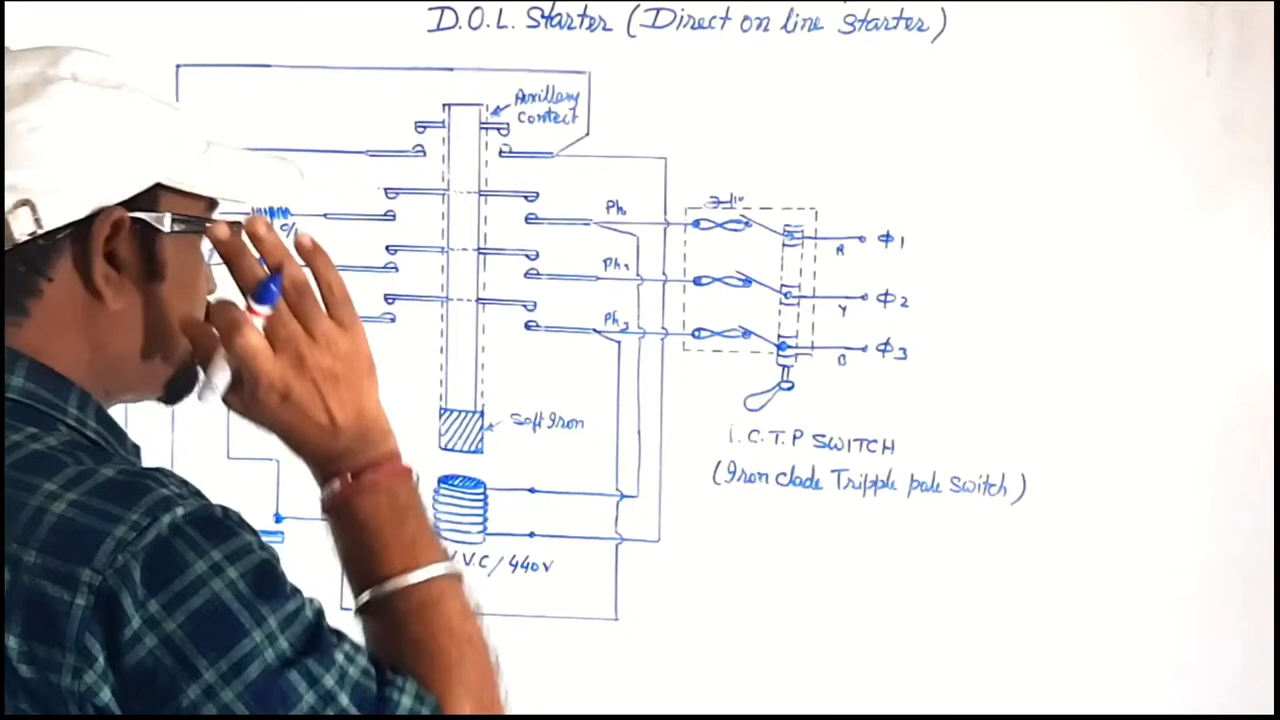 D.O.L. Starter (Direct on line Starter)
Auxillary
Contect
Ph1
O/L
Ph2
Ph3
R
Φ1
Y
Φ2
B
Φ3
Soft Iron
I.C.T.P SWITCH
(Iron clade Tripple pole Switch)
V.C/440V